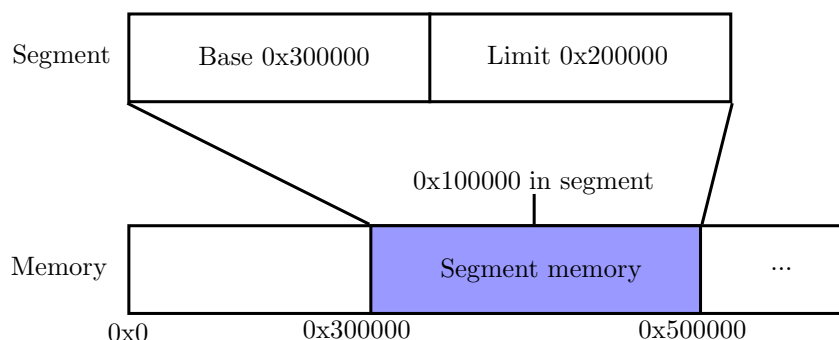 Segment
Base 0x300000
Limit 0x200000
0x100000 in segment
Memory
Segment memory
...
0x0
0x300000
0x500000